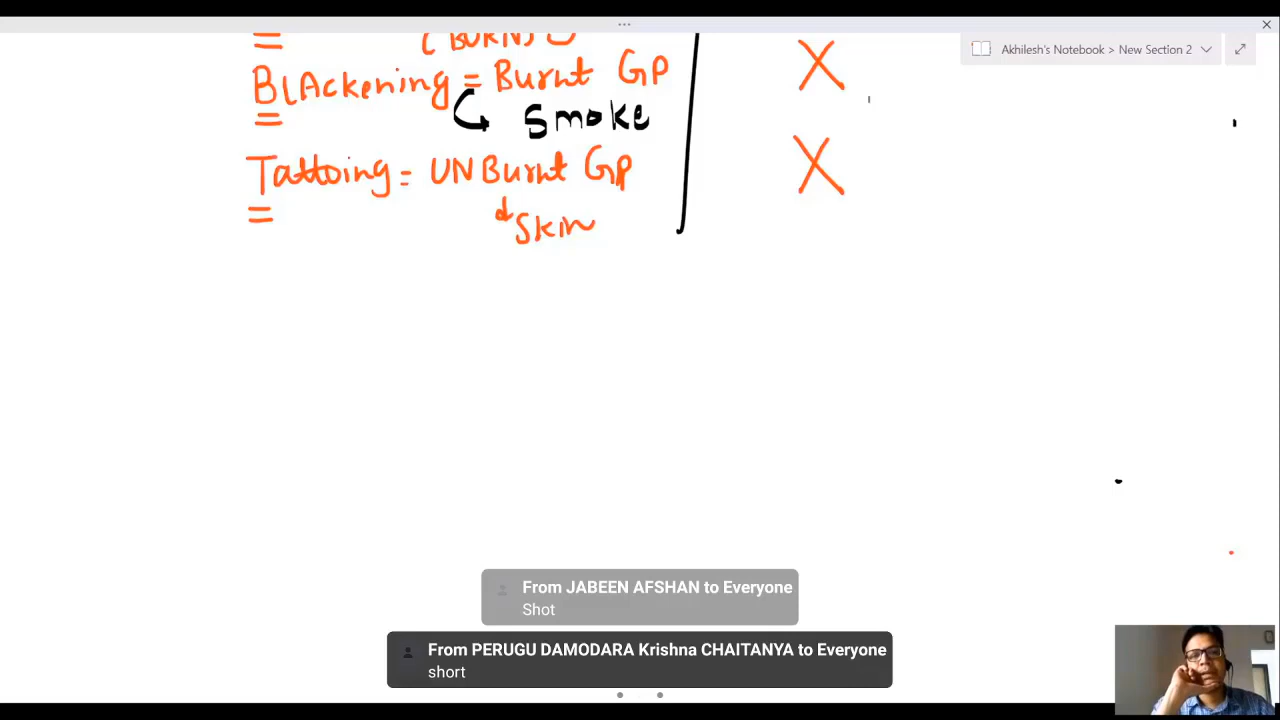 Akhilesh's Notebook > New Section 2
(BURNS)
BlAckening = Burnt GP
Smoke
Tattoing = UNBurnt GP
Skin
X
X
From JABEEN AFSHAN to Everyone
Shot
From PERUGU DAMODARA Krishna CHAITANYA to Everyone
short